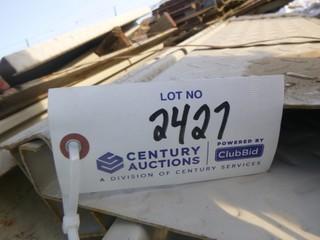 LOT NO
2427
CENTURY AUCTIONS
POWERED BY
ClubBid
A DIVISION OF CENTURY SERVICES